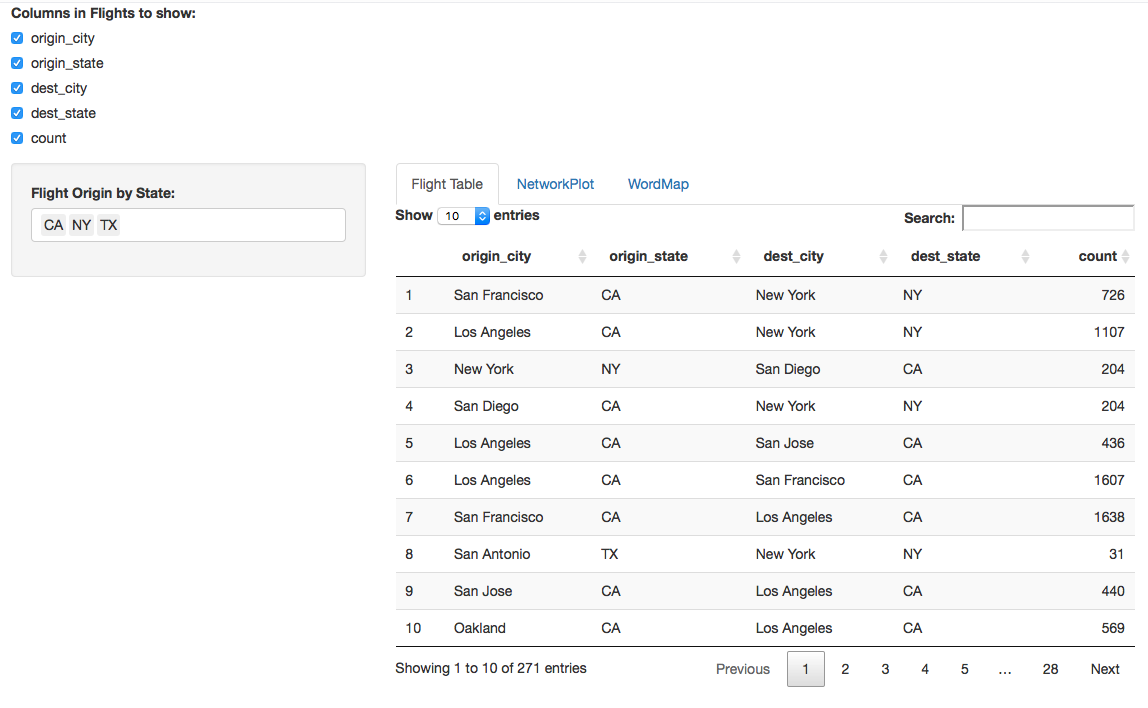 Columns in Flights to show:
origin_city
origin_state
dest_city
dest_state
count
Flight Origin by State:
CA NY TX
Flight Table NetworkPlot WordMap
Show 10 entries Search:
origin_city origin_state dest_city dest_state count
1 San Francisco CA New York NY 726
2 Los Angeles CA New York NY 1107
3 New York NY San Diego CA 204
4 San Diego CA New York NY 204
5 Los Angeles CA San Jose CA 436
6 Los Angeles CA San Francisco CA 1607
7 San Francisco CA Los Angeles CA 1638
8 San Antonio TX New York NY 31
9 San Jose CA Los Angeles CA 440
10 Oakland CA Los Angeles CA 569
Showing 1 to 10 of 271 entries Previous 1 2 3 4 5 … 28 Next